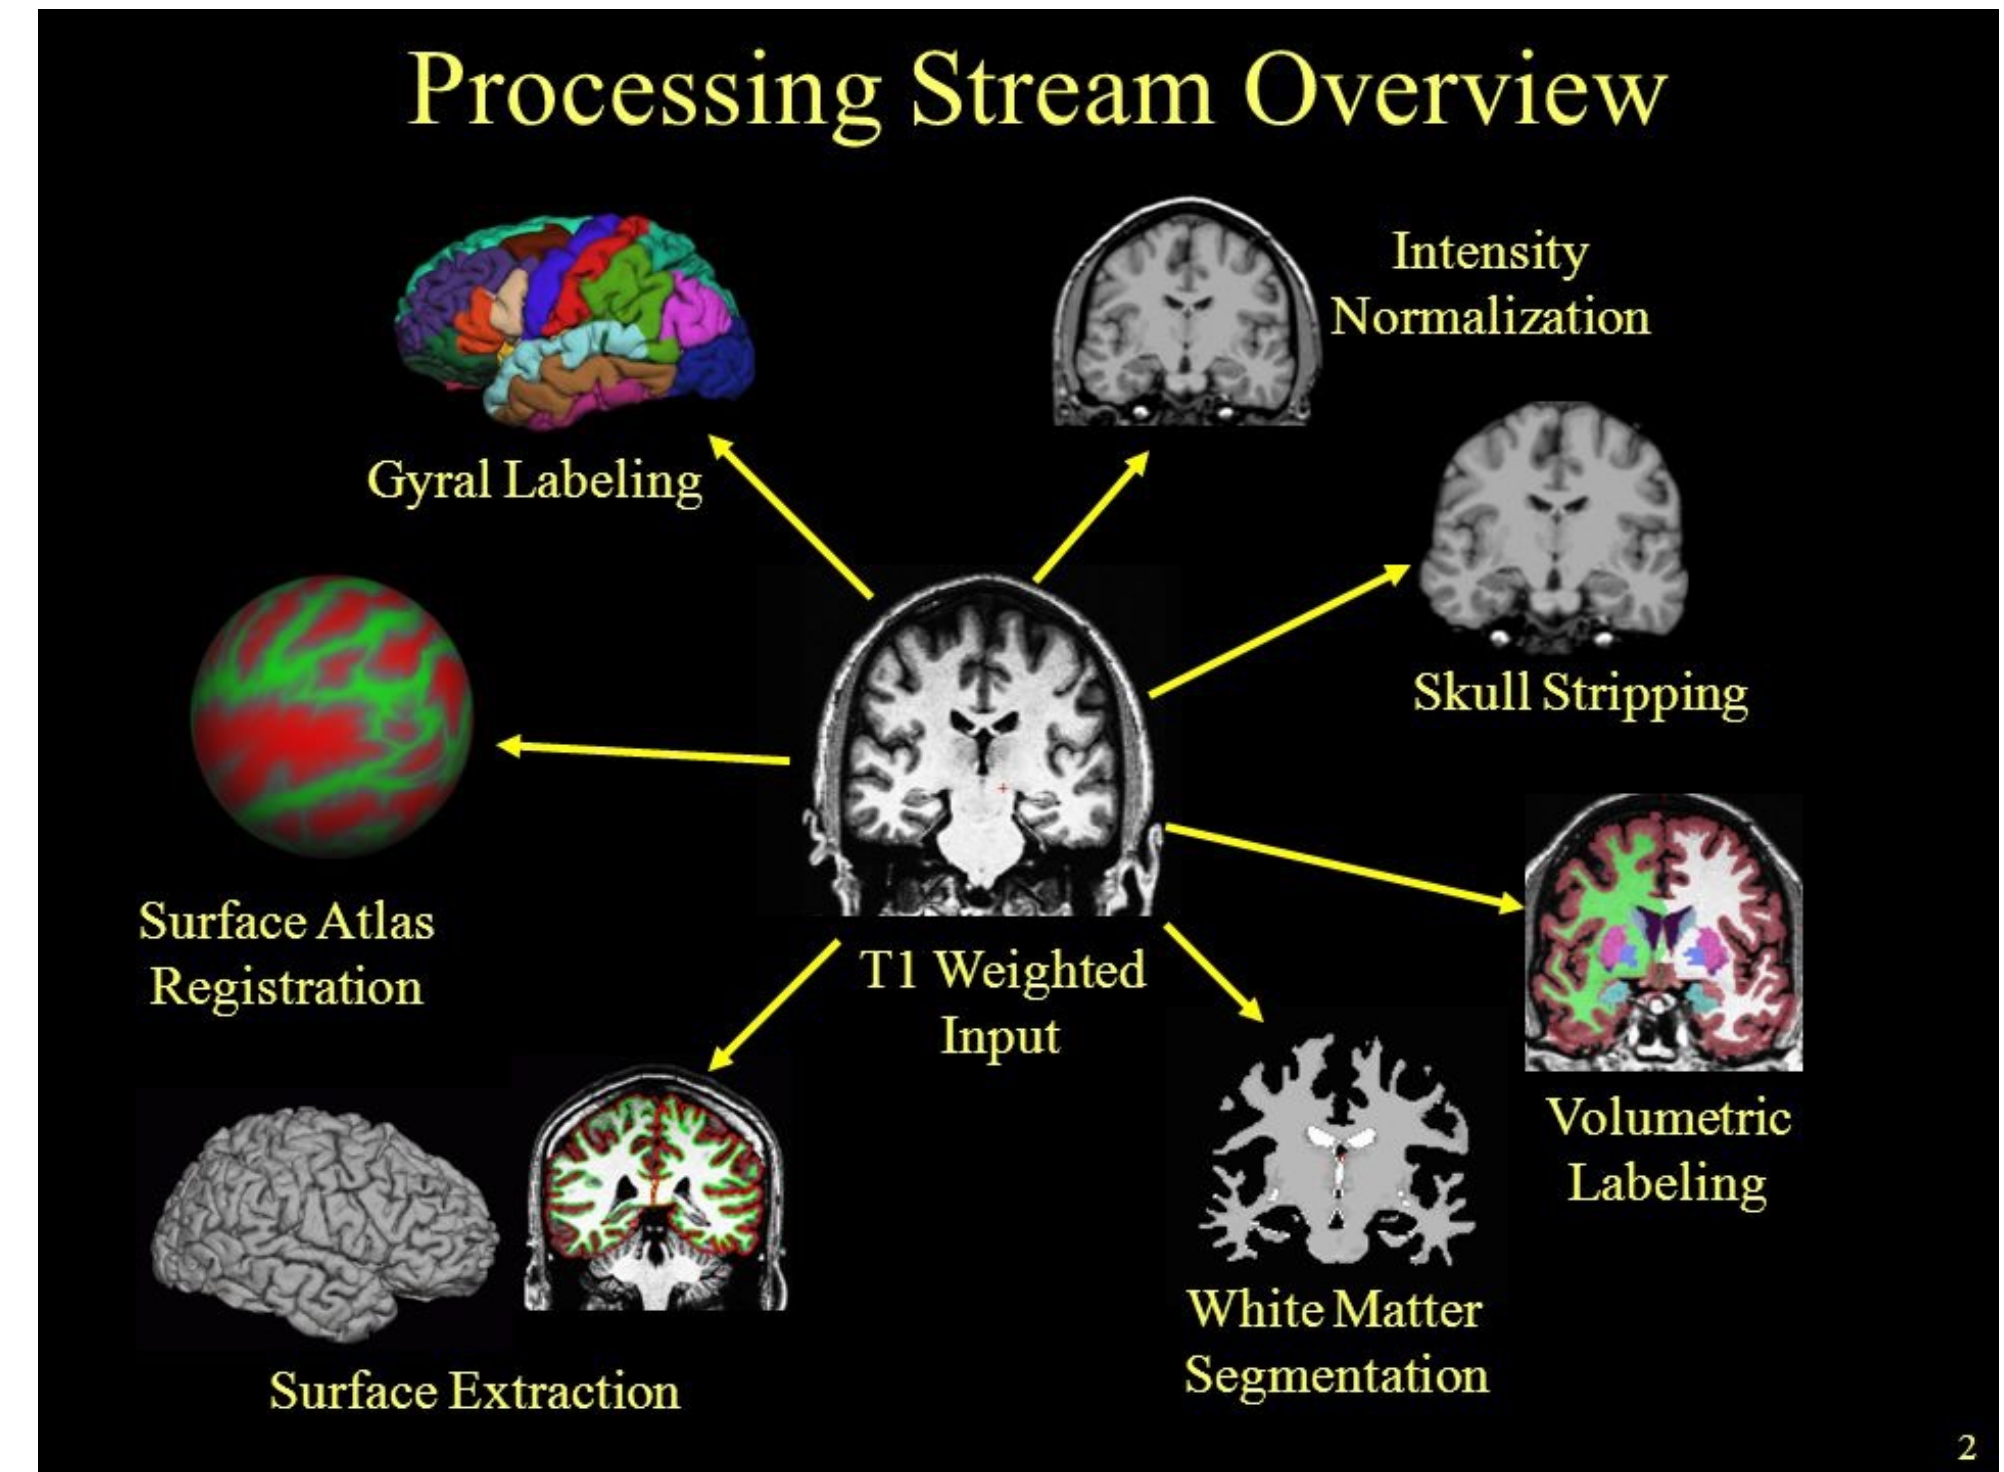 Processing Stream Overview
Intensity
Normalization
Gyral Labeling
Skull Stripping
Surface Atlas
Registration
T1 Weighted
Input
Volumetric
Labeling
White Matter
Segmentation
Surface Extraction
2